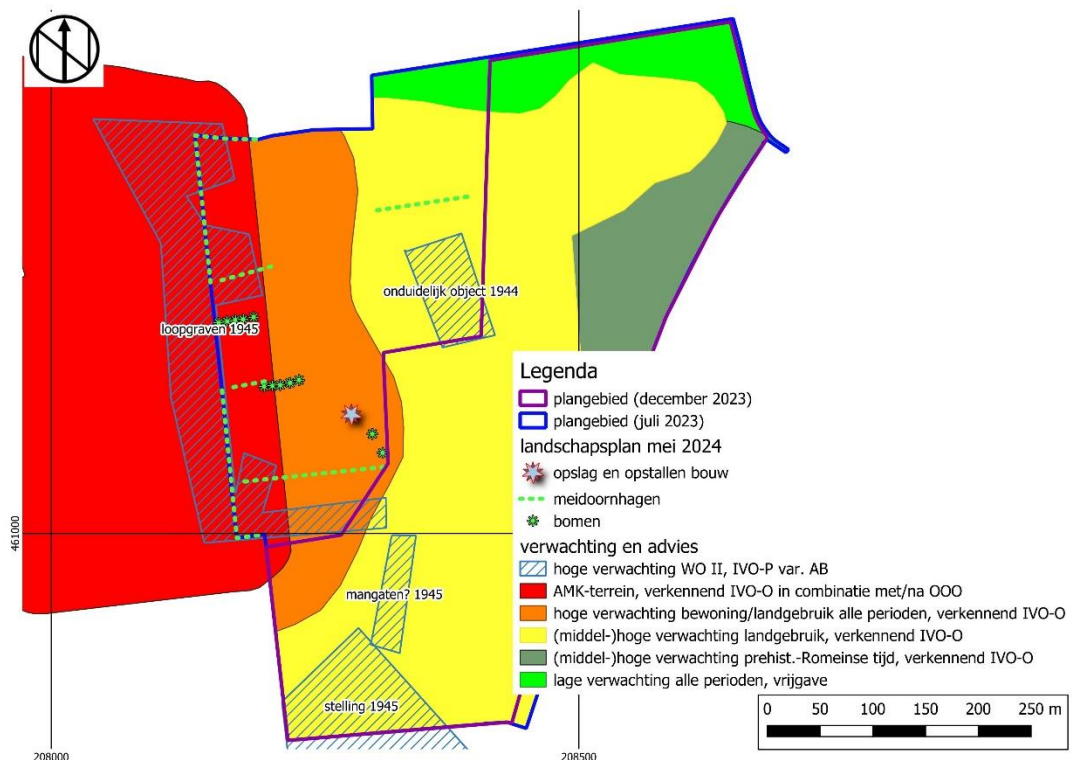 onduidelijk object 1944
loopgraven 1945
mangaten? 1945
stelling 1945
461000
208000
208500
Legenda
plangebied (december 2023)
plangebied (juli 2023)
landschapsplan mei 2024
opslag en opstallen bouw
meidoornhagen
bomen
verwachting en advies
hoge verwachting WO II, IVO-P var. AB
AMK-terrein, verkennend IVO-O in combinatie met/na OOO
hoge verwachting bewoning/landgebruik alle perioden, verkennend IVO-O
(middel-)hoge verwachting landgebruik, verkennend IVO-O
(middel-)hoge verwachting prehist.-Romeinse tijd, verkennend IVO-O
lage verwachting alle perioden, vrijgave
0 50 100 150 200 250 m